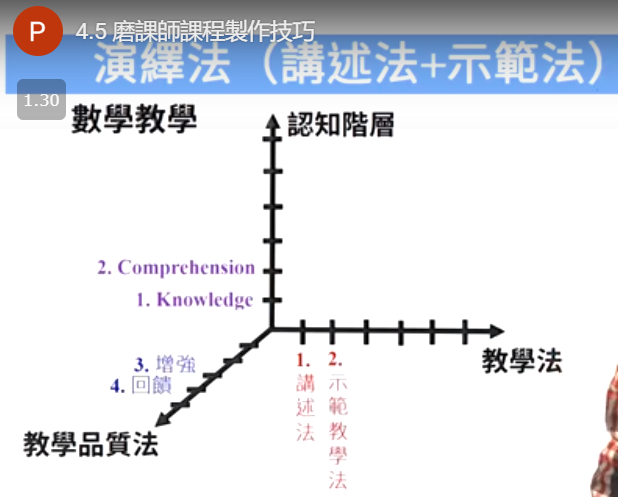 P
4.5 磨課師課程製作技巧
演繹法（講述法+示範法）
1.30
數學教學
認知階層
2. Comprehension
1. Knowledge
3. 增強
4. 回饋
1. 講述法
2. 示範教學法
教學法
教學品質法